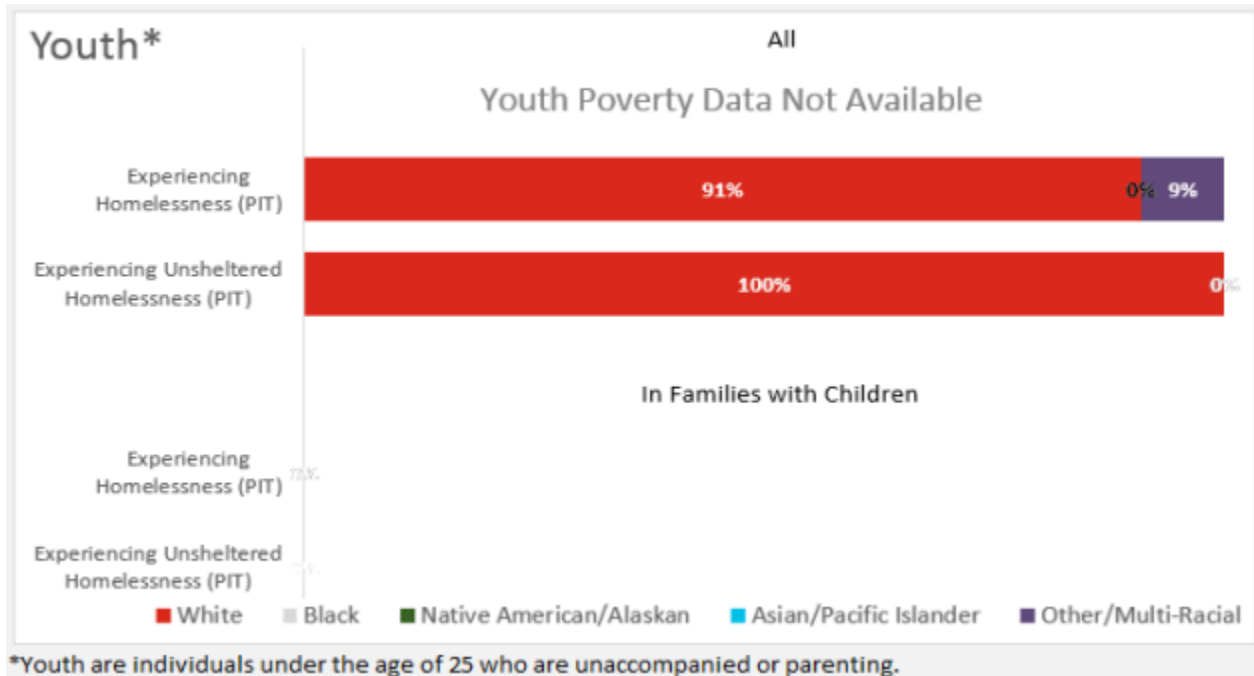 Youth*
All
Youth Poverty Data Not Available
Experiencing
Homelessness (PIT)
91%
0%
9%
Experiencing Unsheltered
Homelessness (PIT)
100%
0%
In Families with Children
Experiencing
Homelessness (PIT)
Experiencing Unsheltered
Homelessness (PIT)
White
Black
Native American/Alaskan
Asian/Pacific Islander
Other/Multi-Racial
*Youth are individuals under the age of 25 who are unaccompanied or parenting.